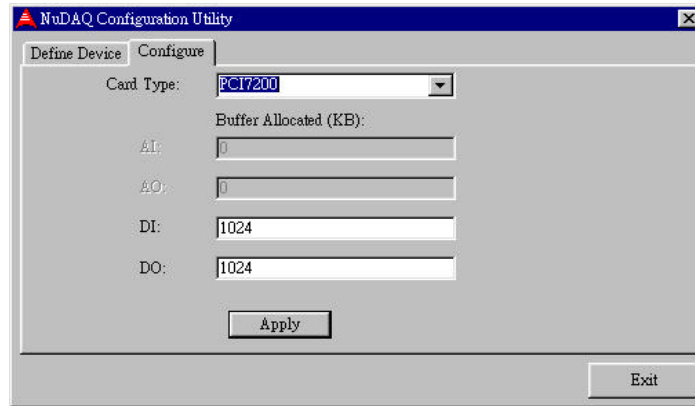 NuDAQ Configuration Utility
Define Device Configure
Card Type: PCI7200
Buffer Allocated (KB):
AI: 0
AO: 0
DI: 1024
DO: 1024
Apply
Exit